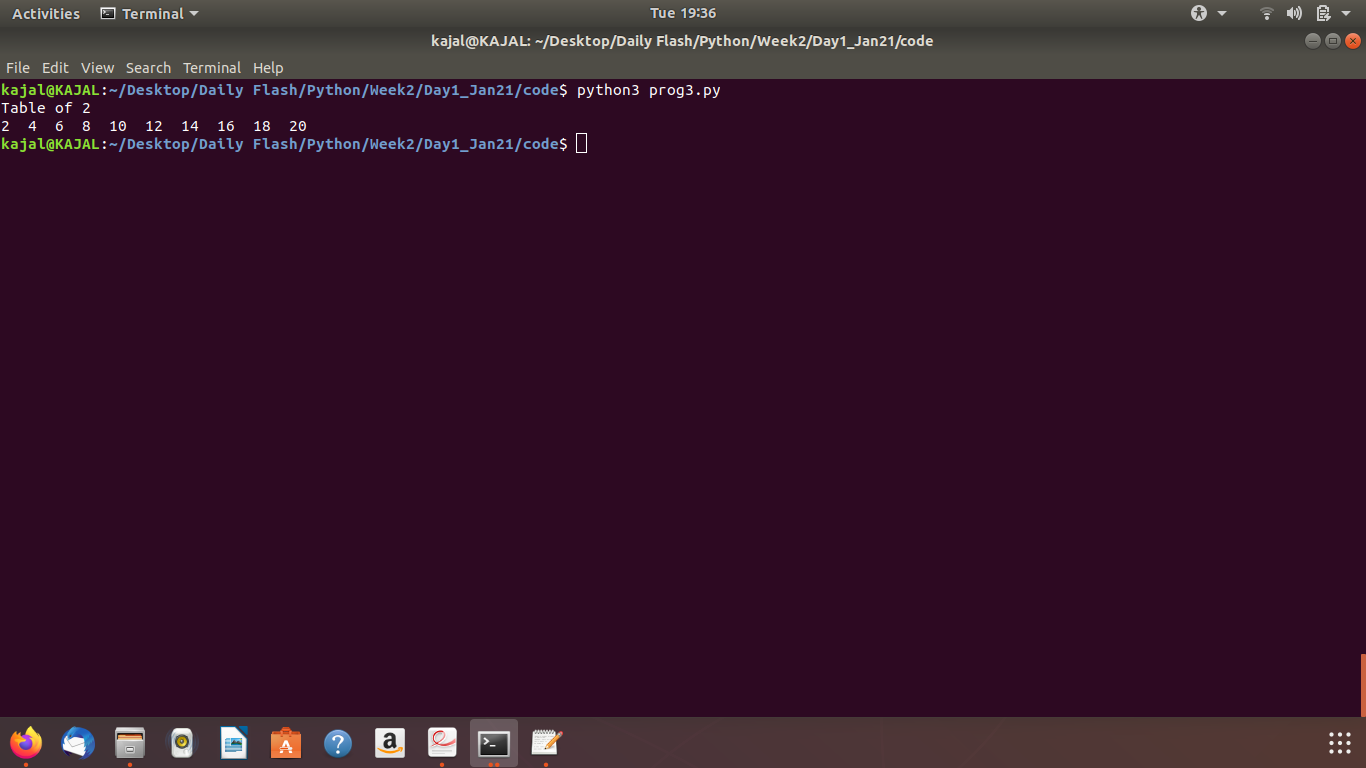 Activities Terminal Tue 19:36
kajal@KAJAL: ~/Desktop/Daily Flash/Python/Week2/Day1_Jan21/code
File Edit View Search Terminal Help
kajal@KAJAL:~/Desktop/Daily Flash/Python/Week2/Day1_Jan21/code$ python3 prog3.py
Table of 2
2  4  6  8  10  12  14  16  18  20
kajal@KAJAL:~/Desktop/Daily Flash/Python/Week2/Day1_Jan21/code$